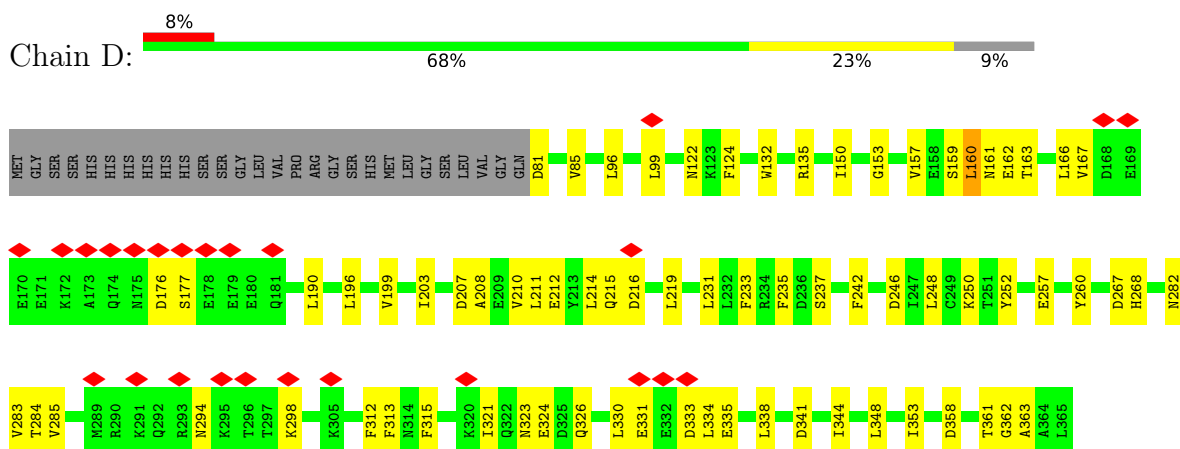 8%
Chain D:
68% 23% 9%
MET GLY SER SER HIS HIS HIS HIS HIS HIS SER SER GLY LEU VAL PRO ARG GLY SER HIS MET LEU GLY SER LEU VAL GLY GLN D81 V85 L96 L99 N122 K123 F124 W132 R135 I150 G153 V157 E158 S159 L160 N161 E162 T163 L166 V167 D168 E169
E170 E171 K172 A173 Q174 N175 D176 S177 E178 E179 E180 Q181 L190 L196 V199 I203 D207 A208 E209 V210 L211 E212 Y213 L214 Q215 D216 L219 L231 L232 F233 R234 F235 D236 S237 F242 D246 I247 L248 C249 K250 T251 Y252 E257 Y260 D267 H268 N282
V283 T284 V285 M289 R290 K291 Q292 R293 N294 K295 T296 T297 K298 K305 F312 F313 N314 F315 K320 I321 Q322 N323 E324 D325 Q326 L330 E331 E332 D333 L334 E335 L338 D341 I344 L348 I353 D358 T361 G362 A363 A364 L365